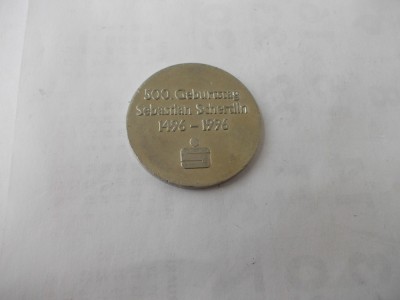 500 Geburtstag
Sebastian Schertlin
1496 - 1996